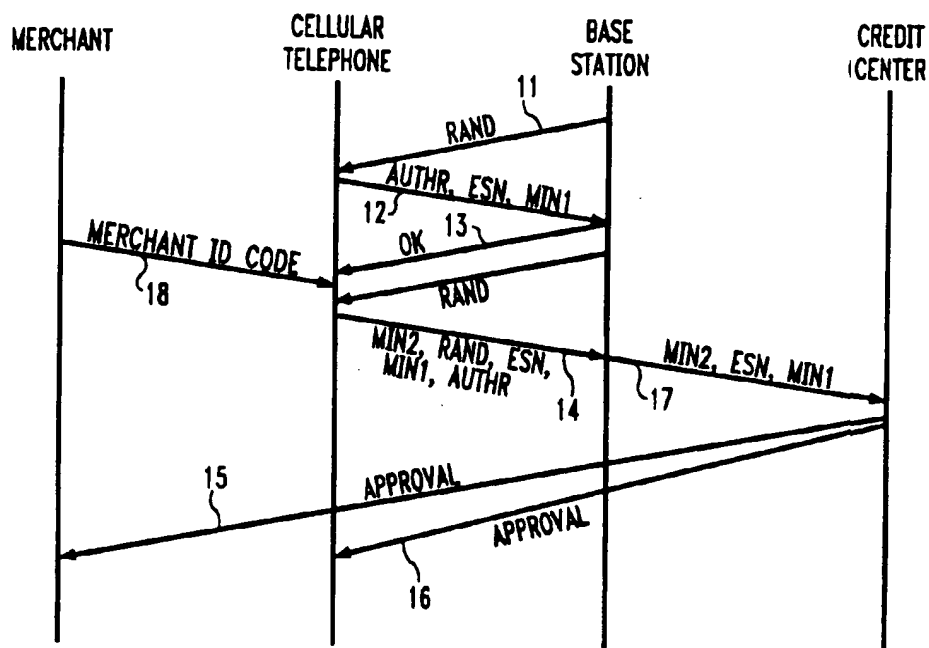 MERCHANT
CELLULAR
TELEPHONE
BASE
STATION
CREDIT
CENTER
11
RAND
AUTHR, ESN, MIN1
12
13
OK
MERCHANT ID CODE
18
RAND
MIN2, RAND, ESN,
MIN1, AUTHR
14
MIN2, ESN, MIN1
17
15
APPROVAL
APPROVAL
16